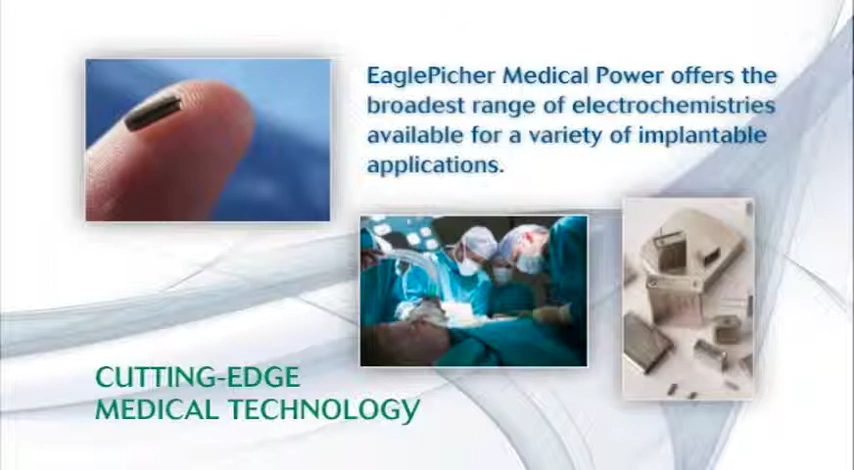 EaglePicher Medical Power offers the
broadest range of electrochemistries
available for a variety of implantable
applications.
CUTTING-EDGE
MEDICAL TECHNOLOGY